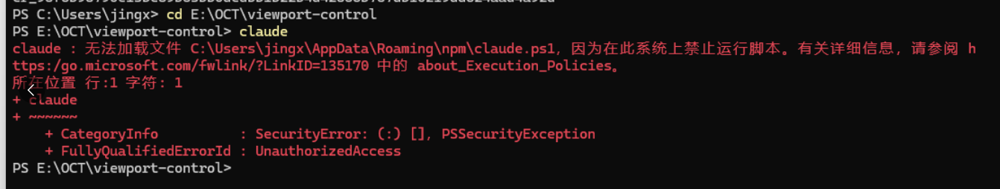 PS C:\Users\jingx> cd E:\OCT\viewport-control
PS E:\OCT\viewport-control> claude
claude : 无法加载文件 C:\Users\jingx\AppData\Roaming\npm\claude.ps1，因为在此系统上禁止运行脚本。有关详细信息，请参阅 h
ttps:/go.microsoft.com/fwlink/?LinkID=135170 中的 about_Execution_Policies。
所在位置 行:1 字符: 1
+ claude
+ ~~~~~~
    + CategoryInfo          : SecurityError: (:) [], PSSecurityException
    + FullyQualifiedErrorId : UnauthorizedAccess
PS E:\OCT\viewport-control>